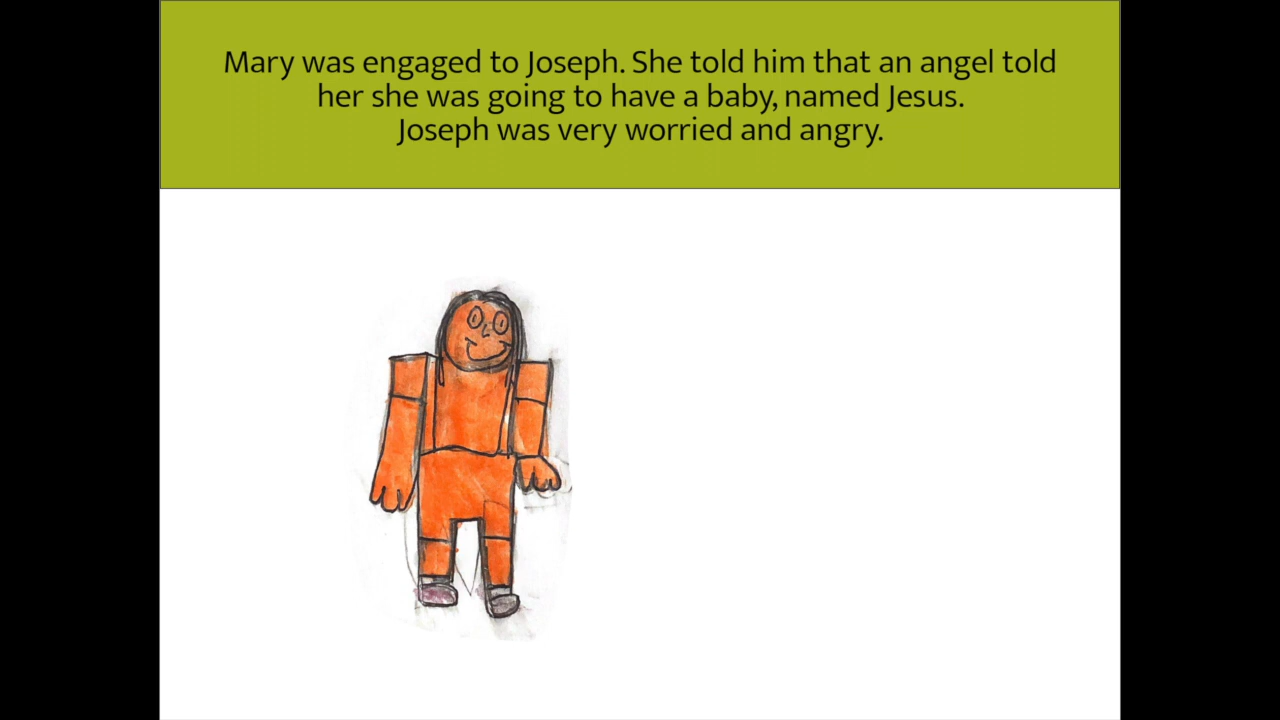 Mary was engaged to Joseph. She told him that an angel told
her she was going to have a baby, named Jesus.
Joseph was very worried and angry.